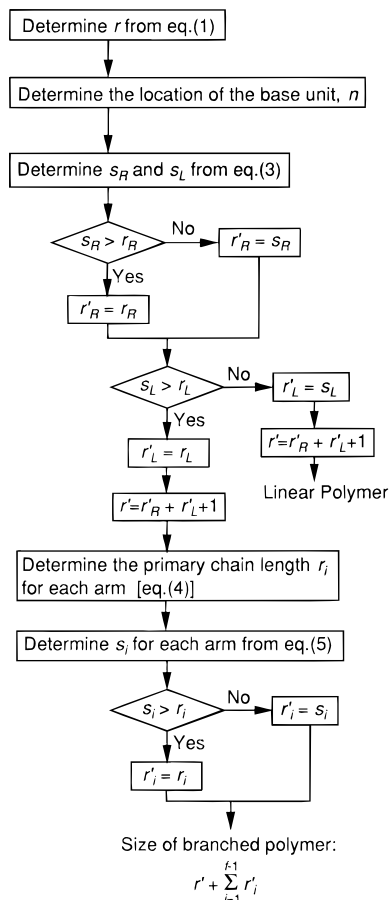 Determine r from eq.(1)
Determine the location of the base unit, n
Determine s_R and s_L from eq.(3)
s_R > r_R
No
r'_R = s_R
Yes
r'_R = r_R
s_L > r_L
No
r'_L = s_L
Yes
r'_L = r_L
r'=r'_R + r'_L+1
Linear Polymer
r'=r'_R + r'_L+1
Determine the primary chain length r_i
for each arm [eq.(4)]
Determine s_i for each arm from eq.(5)
s_i > r_i
No
r'_i = s_i
Yes
r'_i = r_i
Size of branched polymer:
f-1
r' + Σ r'_i
i=1